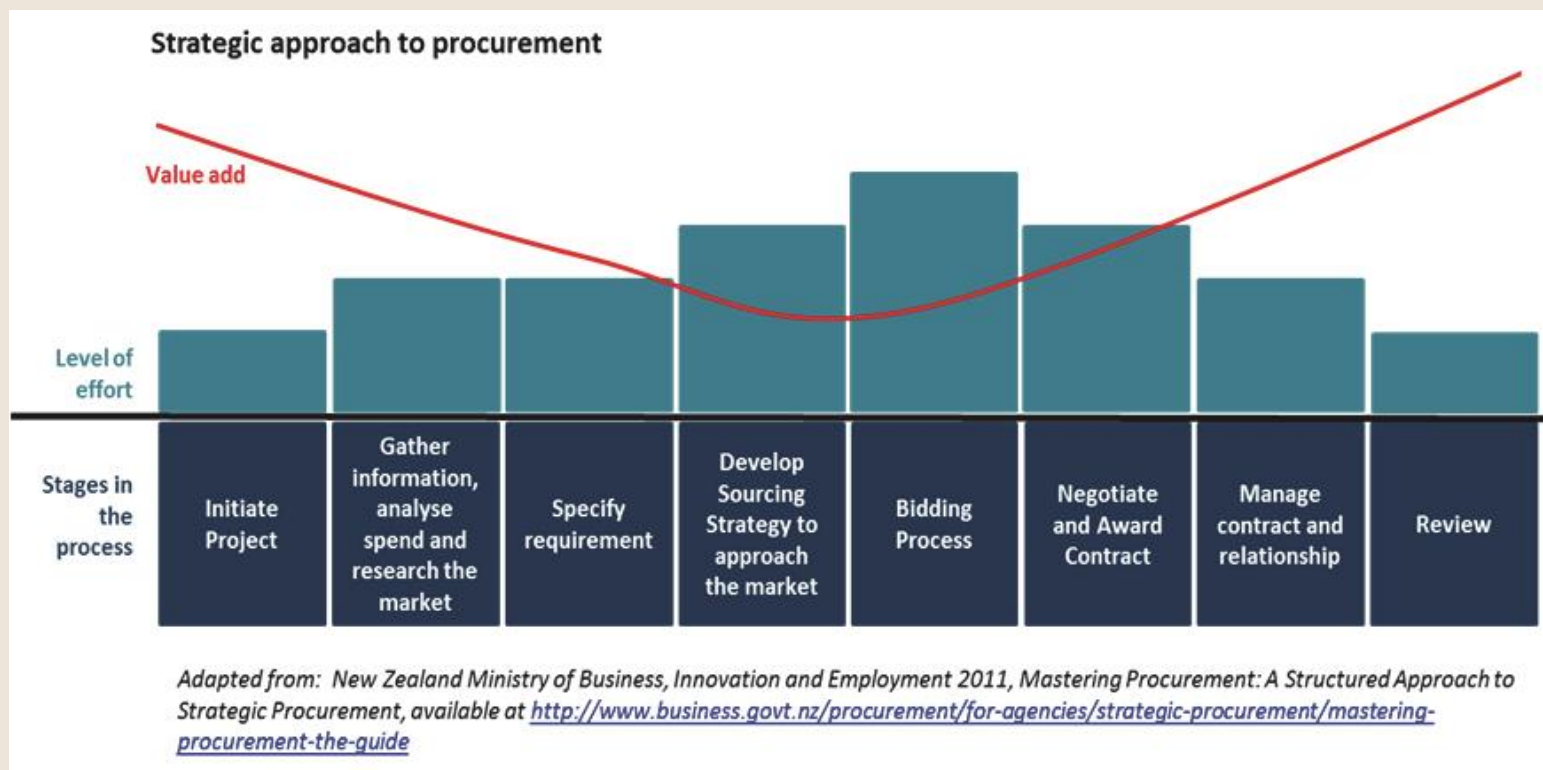 Strategic approach to procurement
Value add
Level of
effort
Stages in
the
process
Initiate
Project
Gather
information,
analyse
spend and
research the
market
Specify
requirement
Develop
Sourcing
Strategy to
approach
the market
Bidding
Process
Negotiate
and Award
Contract
Manage
contract and
relationship
Review
Adapted from: New Zealand Ministry of Business, Innovation and Employment 2011, Mastering Procurement: A Structured Approach to
Strategic Procurement, available at http://www.business.govt.nz/procurement/for-agencies/strategic-procurement/mastering-
procurement-the-guide